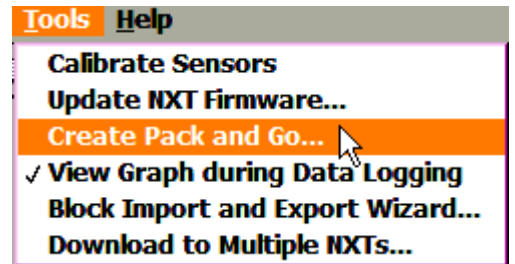 Tools Help
Calibrate Sensors
Update NXT Firmware...
Create Pack and Go...
✓ View Graph during Data Logging
Block Import and Export Wizard...
Download to Multiple NXTs...